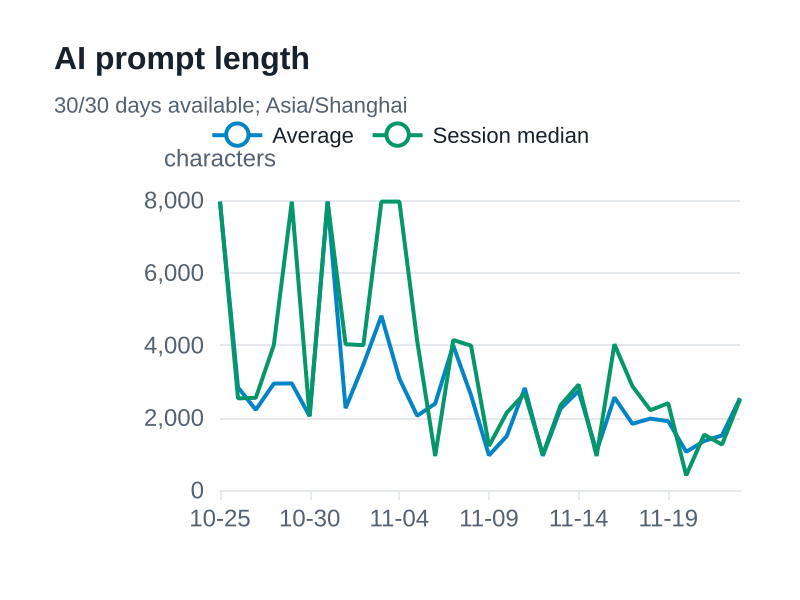 AI prompt length
30/30 days available; Asia/Shanghai
Average Session median
characters
8,000
6,000
4,000
2,000
0
10-25 10-30 11-04 11-09 11-14 11-19